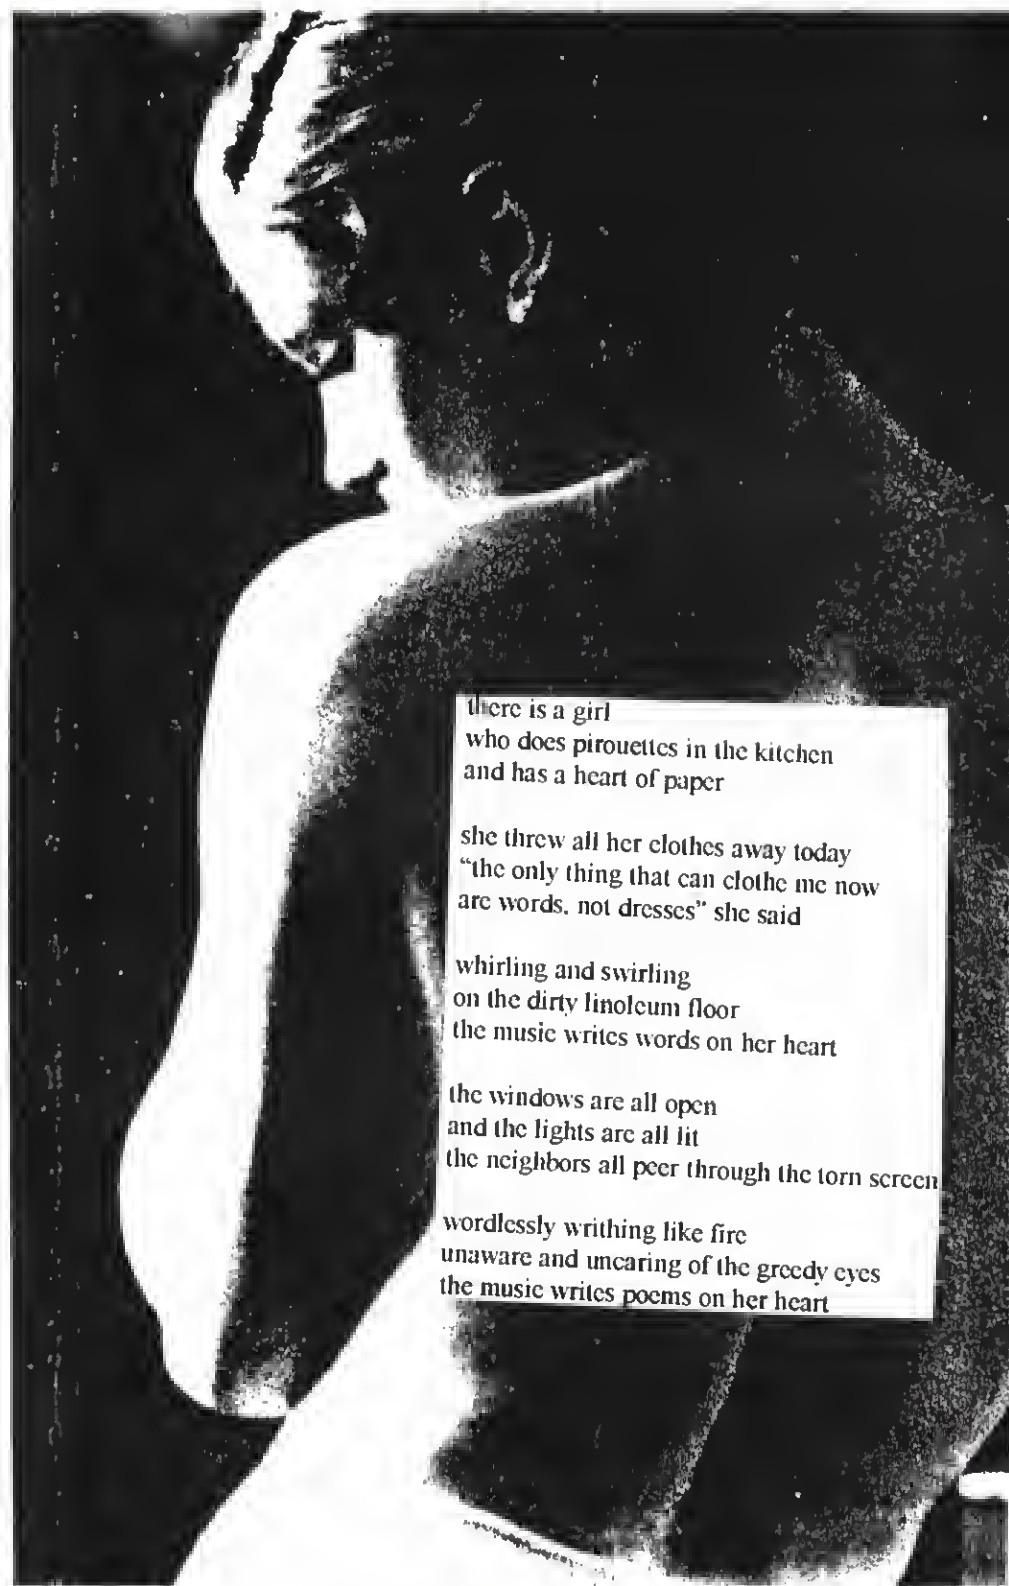 there is a girl
who does pirouettes in the kitchen
and has a heart of paper

she threw all her clothes away today
“the only thing that can clothe me now
are words, not dresses” she said

whirling and swirling
on the dirty linoleum floor
the music writes words on her heart

the windows are all open
and the lights are all lit
the neighbors all peer through the torn screen

wordlessly writhing like fire
unaware and uncaring of the greedy eyes
the music writes poems on her heart